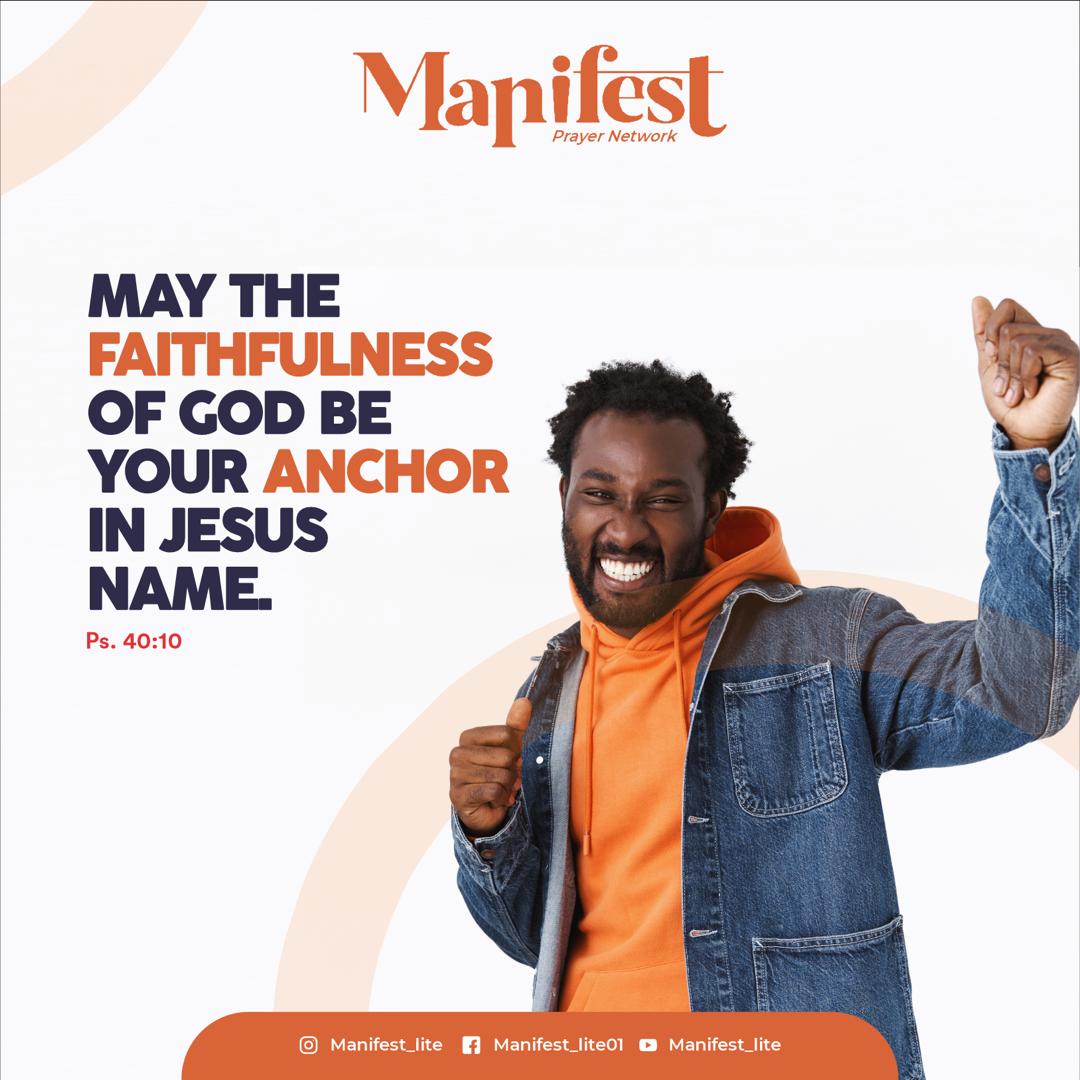 Manifest
Prayer Network
MAY THE
FAITHFULNESS
OF GOD BE
YOUR ANCHOR
IN JESUS
NAME.
Ps. 40:10
Manifest_lite Manifest_lite01 Manifest_lite